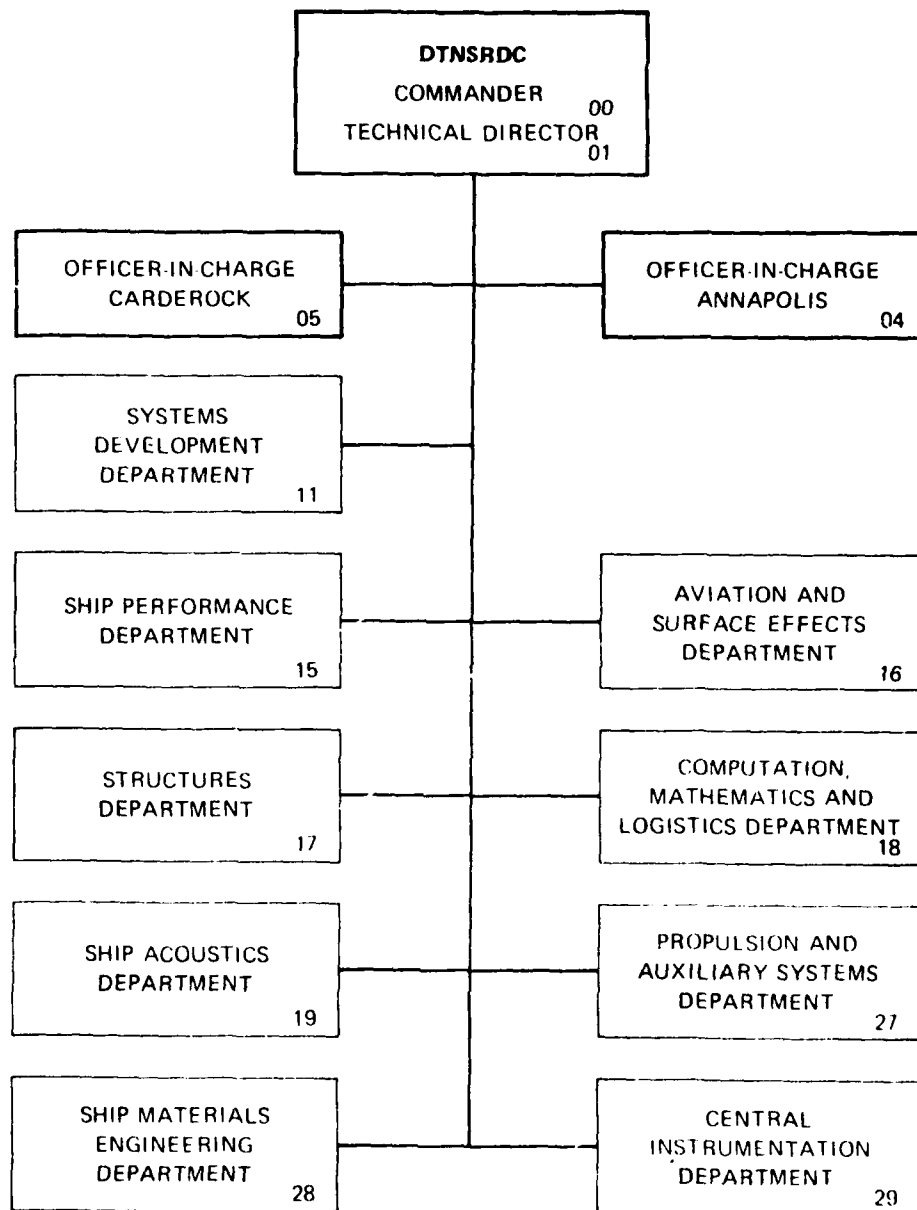 DTNSRDC
COMMANDER
00
TECHNICAL DIRECTOR
01
OFFICER-IN-CHARGE
CARDEROCK
05
OFFICER-IN-CHARGE
ANNAPOLIS
04
SYSTEMS
DEVELOPMENT
DEPARTMENT
11
SHIP PERFORMANCE
DEPARTMENT
15
AVIATION AND
SURFACE EFFECTS
DEPARTMENT
16
STRUCTURES
DEPARTMENT
17
COMPUTATION,
MATHEMATICS AND
LOGISTICS DEPARTMENT
18
SHIP ACOUSTICS
DEPARTMENT
19
PROPULSION AND
AUXILIARY SYSTEMS
DEPARTMENT
27
SHIP MATERIALS
ENGINEERING
DEPARTMENT
28
CENTRAL
INSTRUMENTATION
DEPARTMENT
29